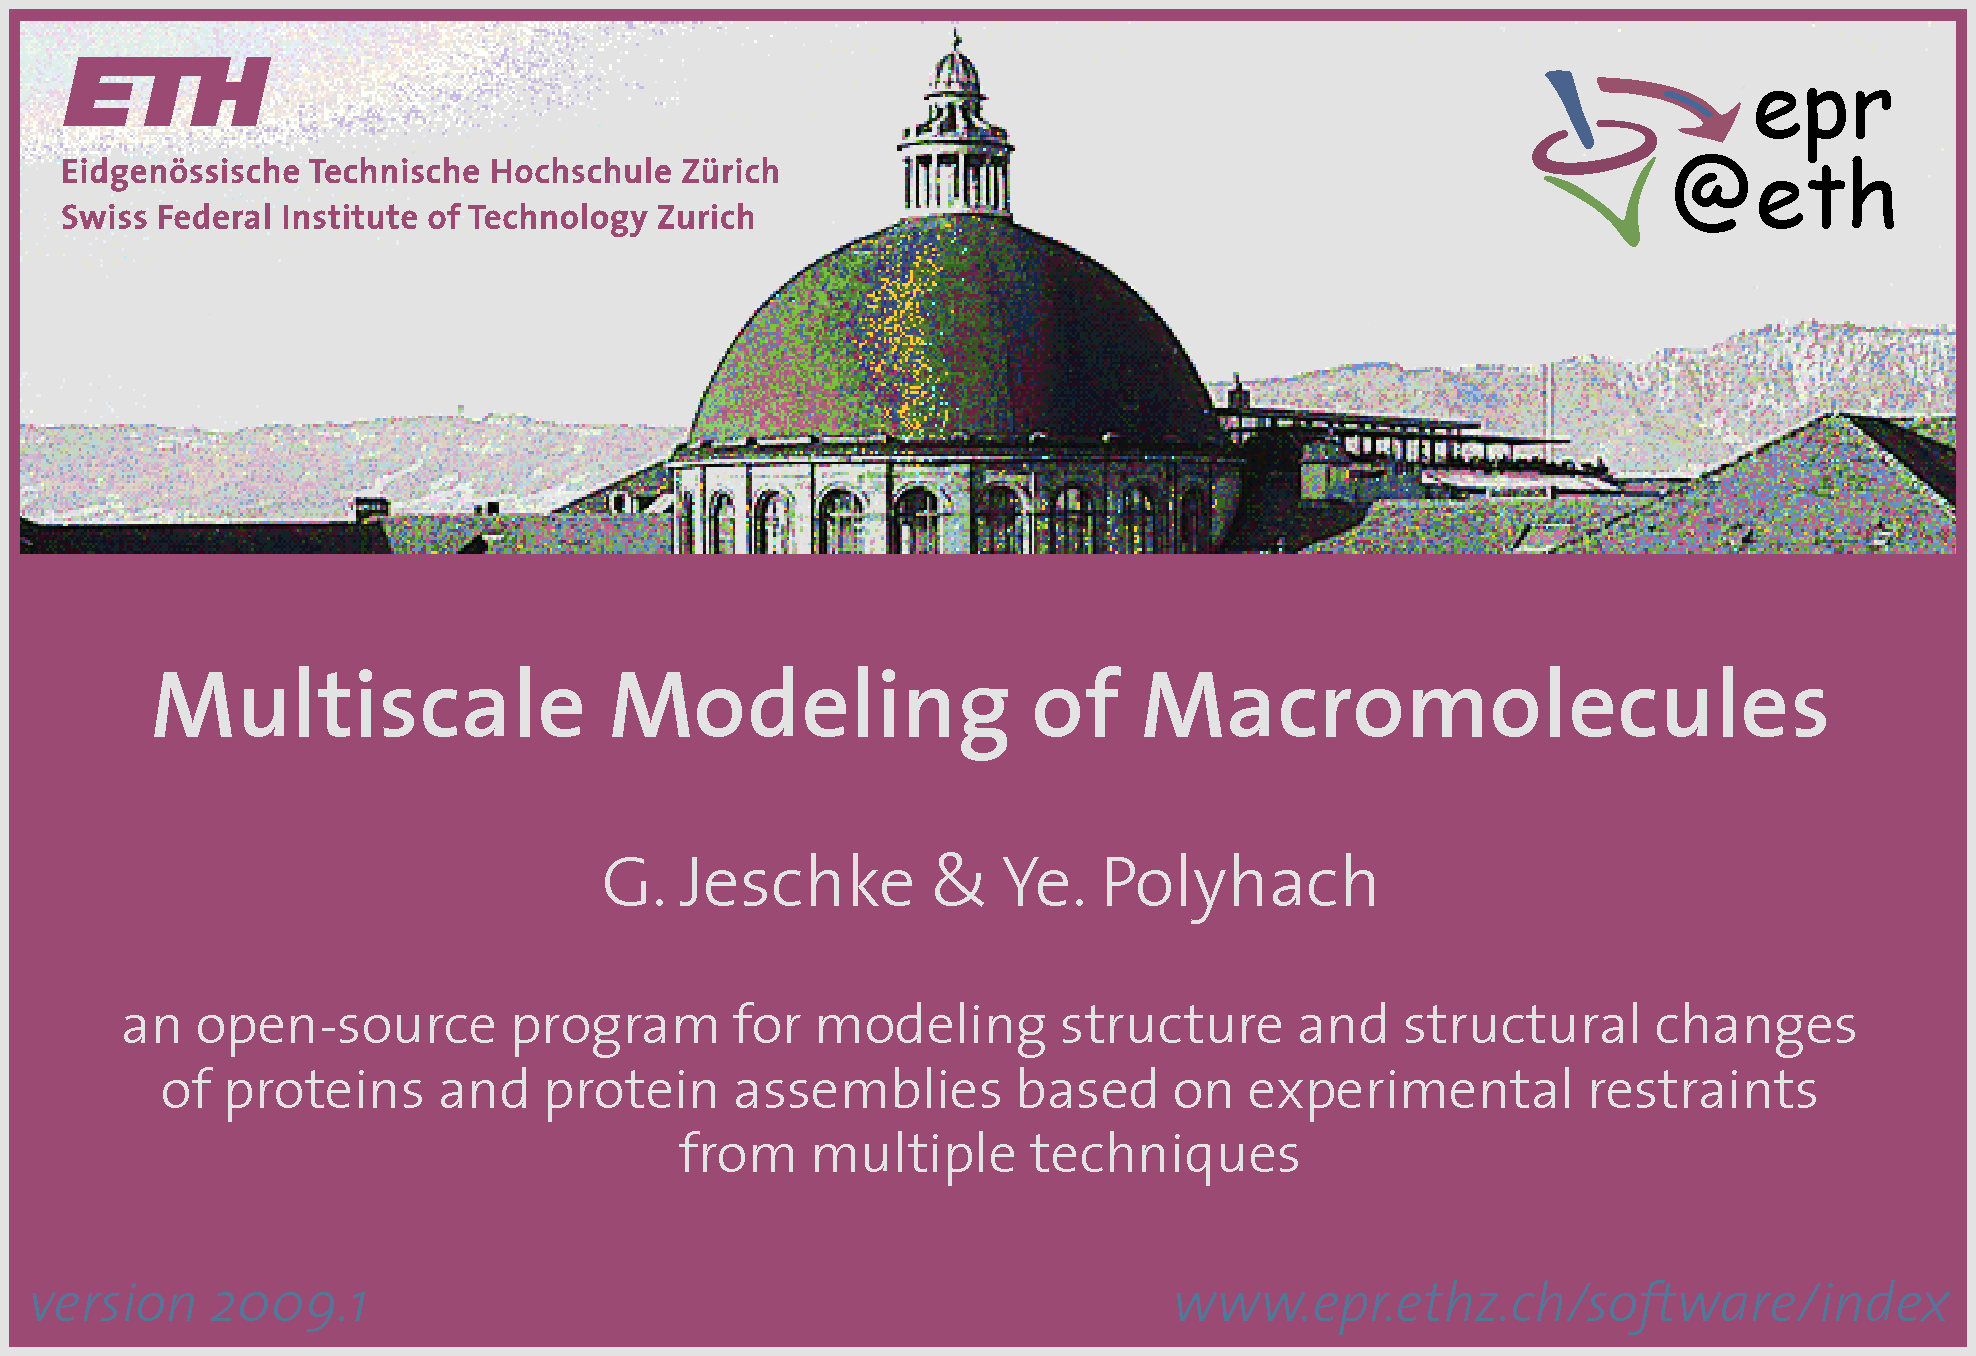 ETH
Eidgenössische Technische Hochschule Zürich
Swiss Federal Institute of Technology Zurich
epr
@eth
Multiscale Modeling of Macromolecules
G. Jeschke & Ye. Polyhach
an open-source program for modeling structure and structural changes
of proteins and protein assemblies based on experimental restraints
from multiple techniques
version 2009.1
www.epr.ethz.ch/software/index